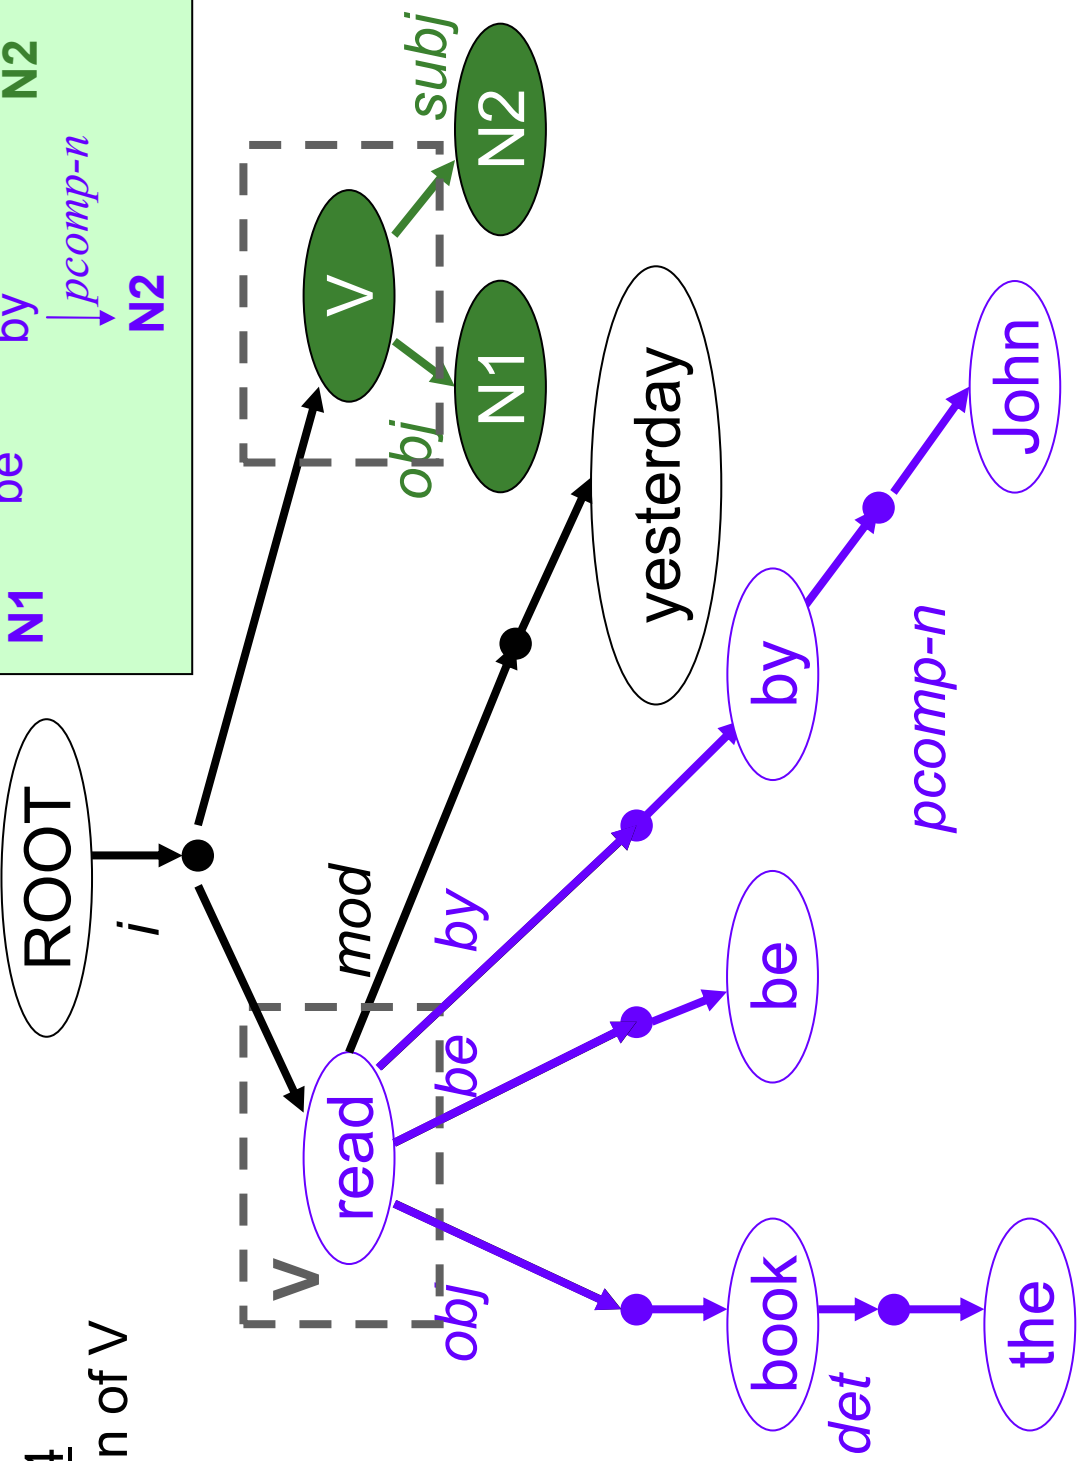 N1 be by N2
ROOT
pcomp-n
n of V
i
N2
V
read
mod
V
obj
subj
obj
be
by
N1
N2
yesterday
book
be
by
det
pcomp-n
the
John